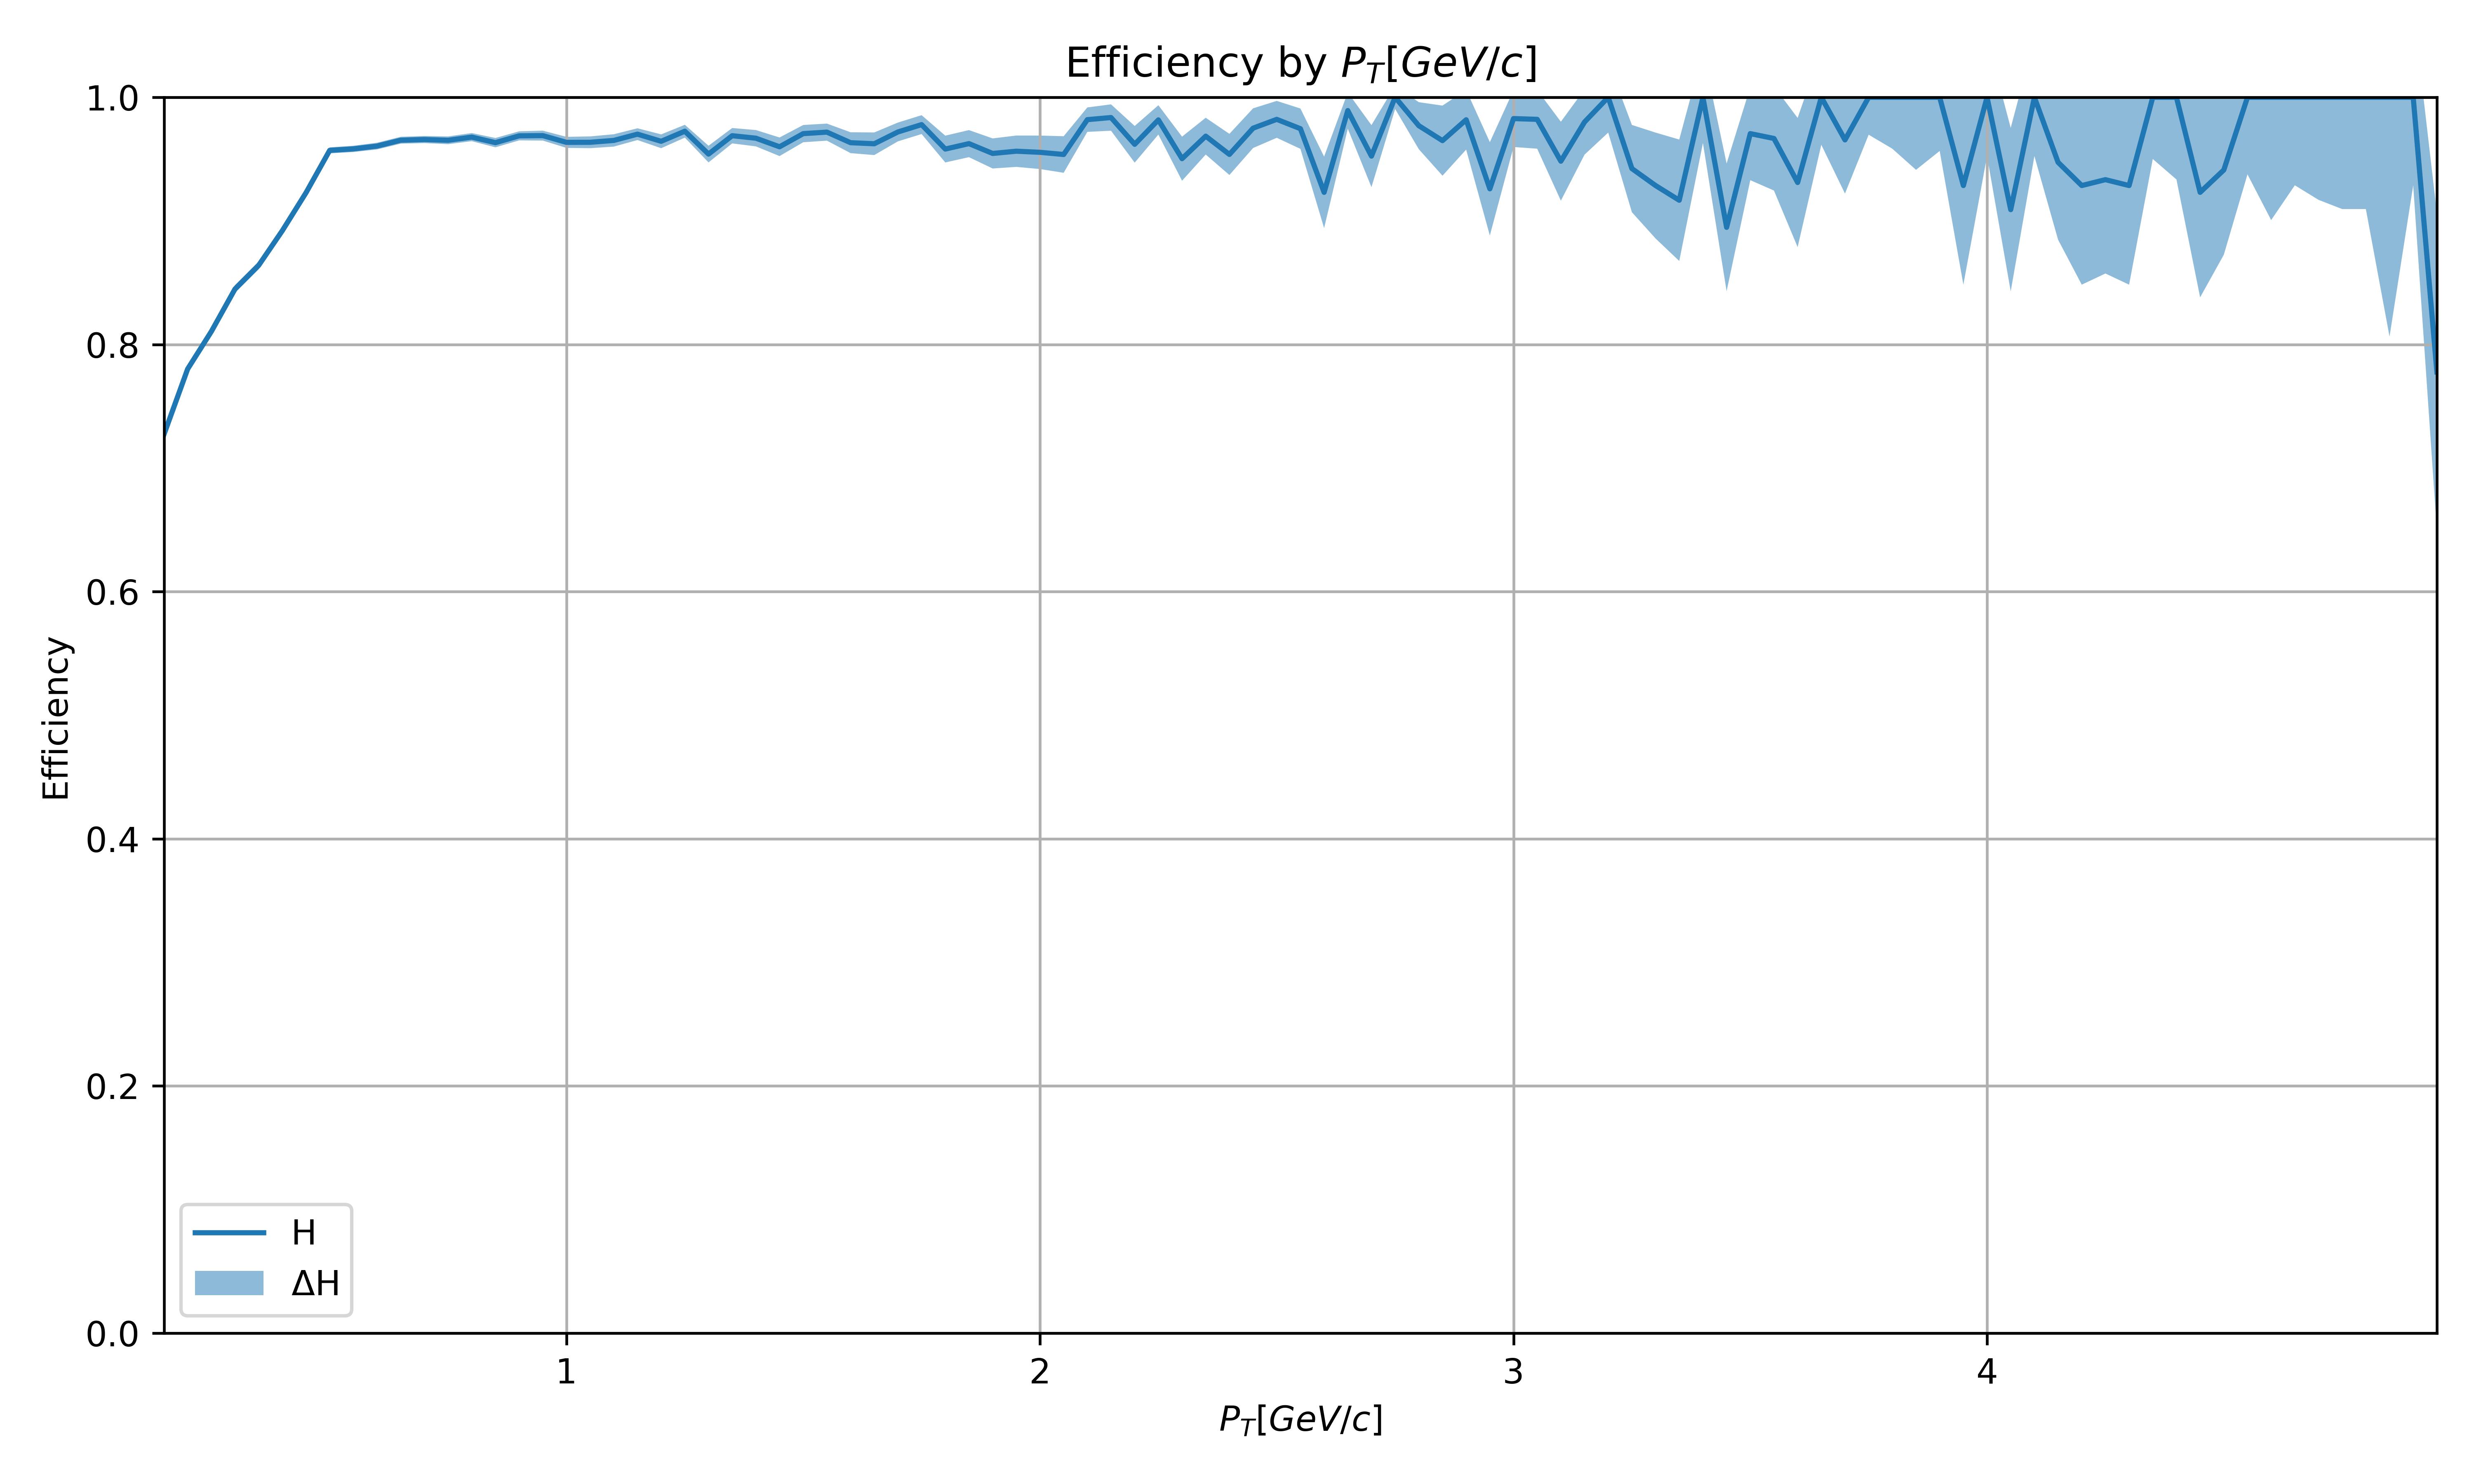 Efficiency by P_T[GeV/c]
1.0
0.8
0.6
0.4
0.2
0.0
Efficiency
H
ΔH
1 2 3 4
P_T[GeV/c]